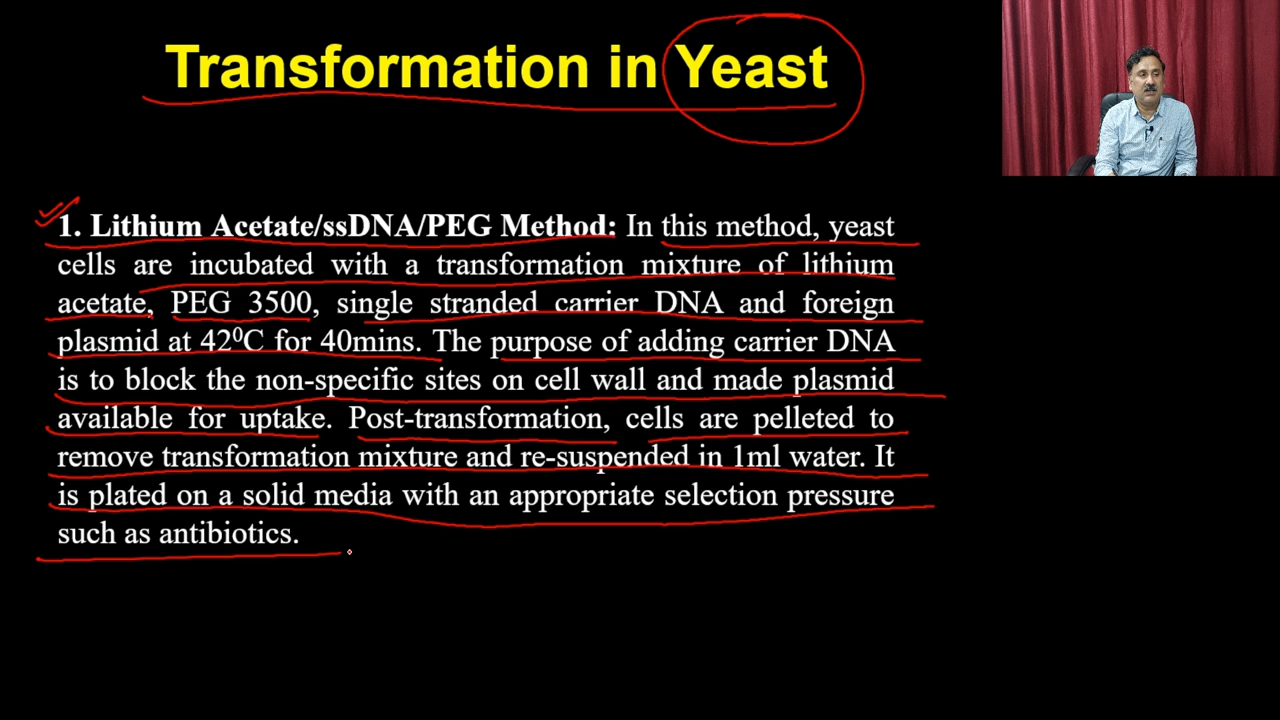 Transformation in Yeast
1. Lithium Acetate/ssDNA/PEG Method: In this method, yeast
cells are incubated with a transformation mixture of lithium
acetate, PEG 3500, single stranded carrier DNA and foreign
plasmid at 42⁰C for 40mins. The purpose of adding carrier DNA
is to block the non-specific sites on cell wall and made plasmid
available for uptake. Post-transformation, cells are pelleted to
remove transformation mixture and re-suspended in 1ml water. It
is plated on a solid media with an appropriate selection pressure
such as antibiotics.